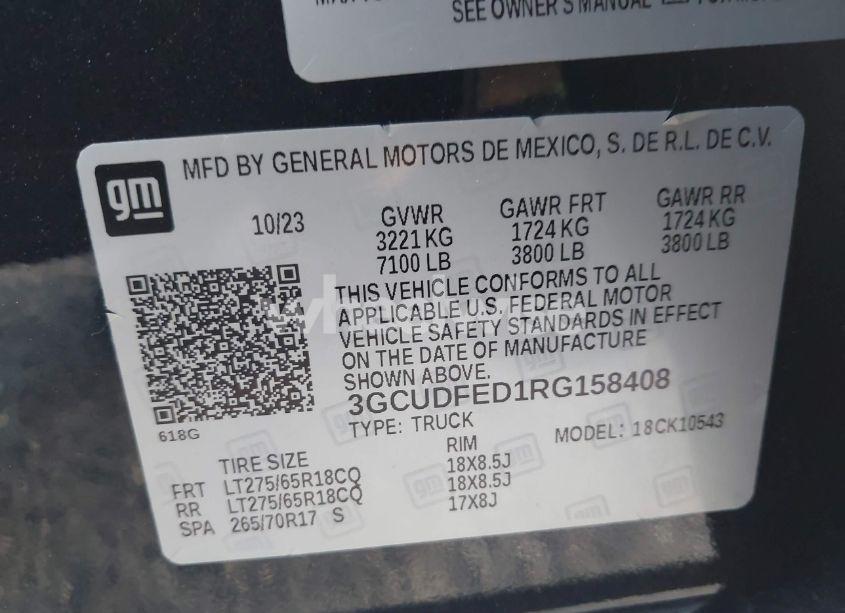 SEE OWNER'S MANUAL
gm
MFD BY GENERAL MOTORS DE MEXICO, S. DE R.L. DE C.V.
10/23
GVWR
3221 KG
7100 LB
GAWR FRT
1724 KG
3800 LB
GAWR RR
1724 KG
3800 LB
THIS VEHICLE CONFORMS TO ALL
APPLICABLE U.S. FEDERAL MOTOR
VEHICLE SAFETY STANDARDS IN EFFECT
ON THE DATE OF MANUFACTURE
SHOWN ABOVE.
3GCUDFED1RG158408
618G
TYPE: TRUCK
MODEL: 18CK10543
TIRE SIZE RIM
FRT LT275/65R18CQ 18X8.5J
RR LT275/65R18CQ 18X8.5J
SPA 265/70R17 S 17X8J